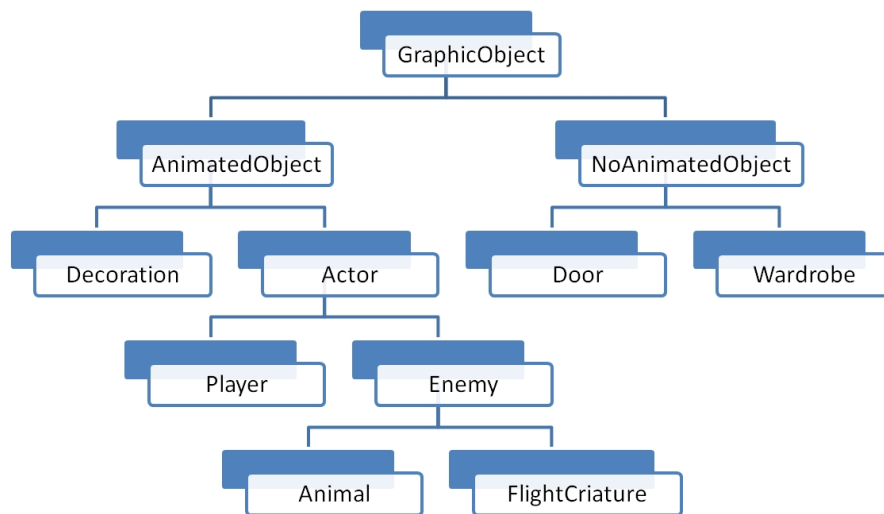 GraphicObject
AnimatedObject
NoAnimatedObject
Decoration
Actor
Door
Wardrobe
Player
Enemy
Animal
FlightCriature